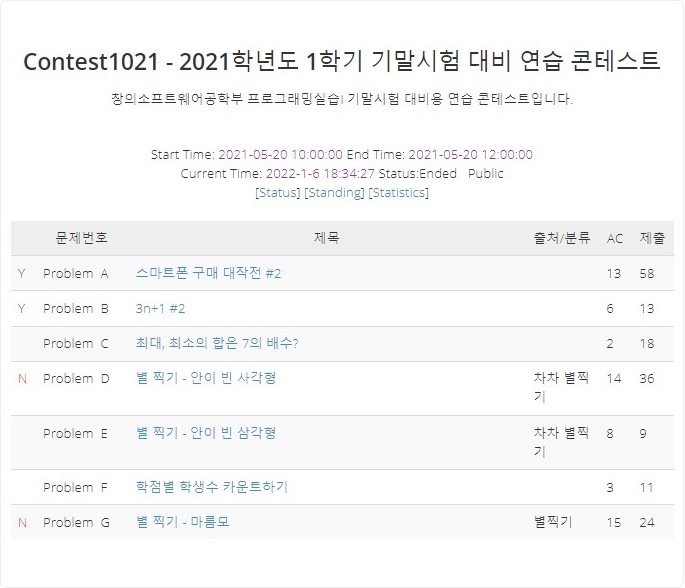 Contest1021 - 2021학년도 1학기 기말시험 대비 연습 콘테스트
창의소프트웨어공학부 프로그래밍실습I 기말시험 대비용 연습 콘테스트입니다.
Start Time: 2021-05-20 10:00:00 End Time: 2021-05-20 12:00:00
Current Time: 2022-1-6 18:34:27 Status:Ended Public
[Status] [Standing] [Statistics]
문제번호 제목 출처/분류 AC 제출
Y Problem A 스마트폰 구매 대작전 #2 13 58
Y Problem B 3n+1 #2 6 13
Problem C 최대, 최소의 합은 7의 배수? 2 18
N Problem D 별 찍기 - 안이 빈 사각형 차차 별찍 14 36
기
Problem E 별 찍기 - 안이 빈 삼각형 차차 별찍 8 9
기
Problem F 학점별 학생수 카운트하기 3 11
N Problem G 별 찍기 - 마름모 별찍기 15 24